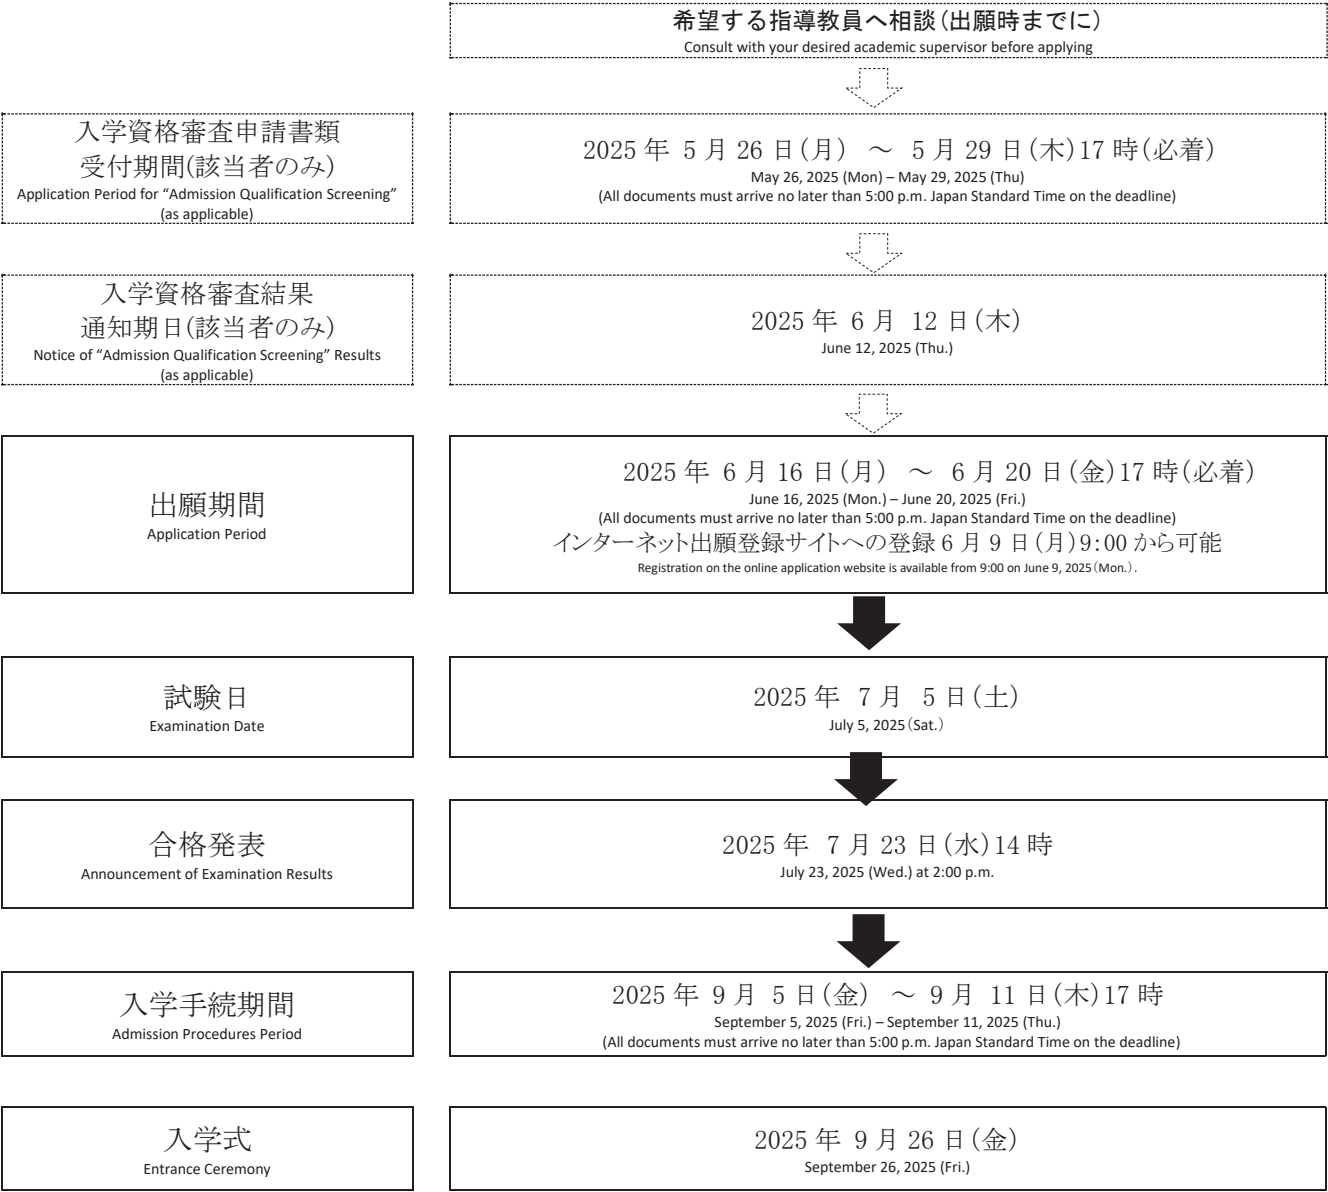 希望する指導教員へ相談(出願時までに)
Consult with your desired academic supervisor before applying
入学資格審査申請書類
受付期間(該当者のみ)
Application Period for “Admission Qualification Screening”
(as applicable)
2025 年 5 月 26 日(月) ～ 5 月 29 日(木)17 時(必着)
May 26, 2025 (Mon) – May 29, 2025 (Thu)
(All documents must arrive no later than 5:00 p.m. Japan Standard Time on the deadline)
入学資格審査結果
通知期日(該当者のみ)
Notice of “Admission Qualification Screening” Results
(as applicable)
2025 年 6 月 12 日(木)
June 12, 2025 (Thu.)
出願期間
Application Period
2025 年 6 月 16 日(月) ～ 6 月 20 日(金)17 時(必着)
June 16, 2025 (Mon.) – June 20, 2025 (Fri.)
(All documents must arrive no later than 5:00 p.m. Japan Standard Time on the deadline)
インターネット出願登録サイトへの登録 6 月 9 日(月)9:00 から可能
Registration on the online application website is available from 9:00 on June 9, 2025(Mon.).
試験日
Examination Date
2025 年 7 月 5 日(土)
July 5, 2025(Sat.)
合格発表
Announcement of Examination Results
2025 年 7 月 23 日(水)14 時
July 23, 2025 (Wed.) at 2:00 p.m.
入学手続期間
Admission Procedures Period
2025 年 9 月 5 日(金) ～ 9 月 11 日(木)17 時
September 5, 2025 (Fri.) – September 11, 2025 (Thu.)
(All documents must arrive no later than 5:00 p.m. Japan Standard Time on the deadline)
入学式
Entrance Ceremony
2025 年 9 月 26 日(金)
September 26, 2025 (Fri.)